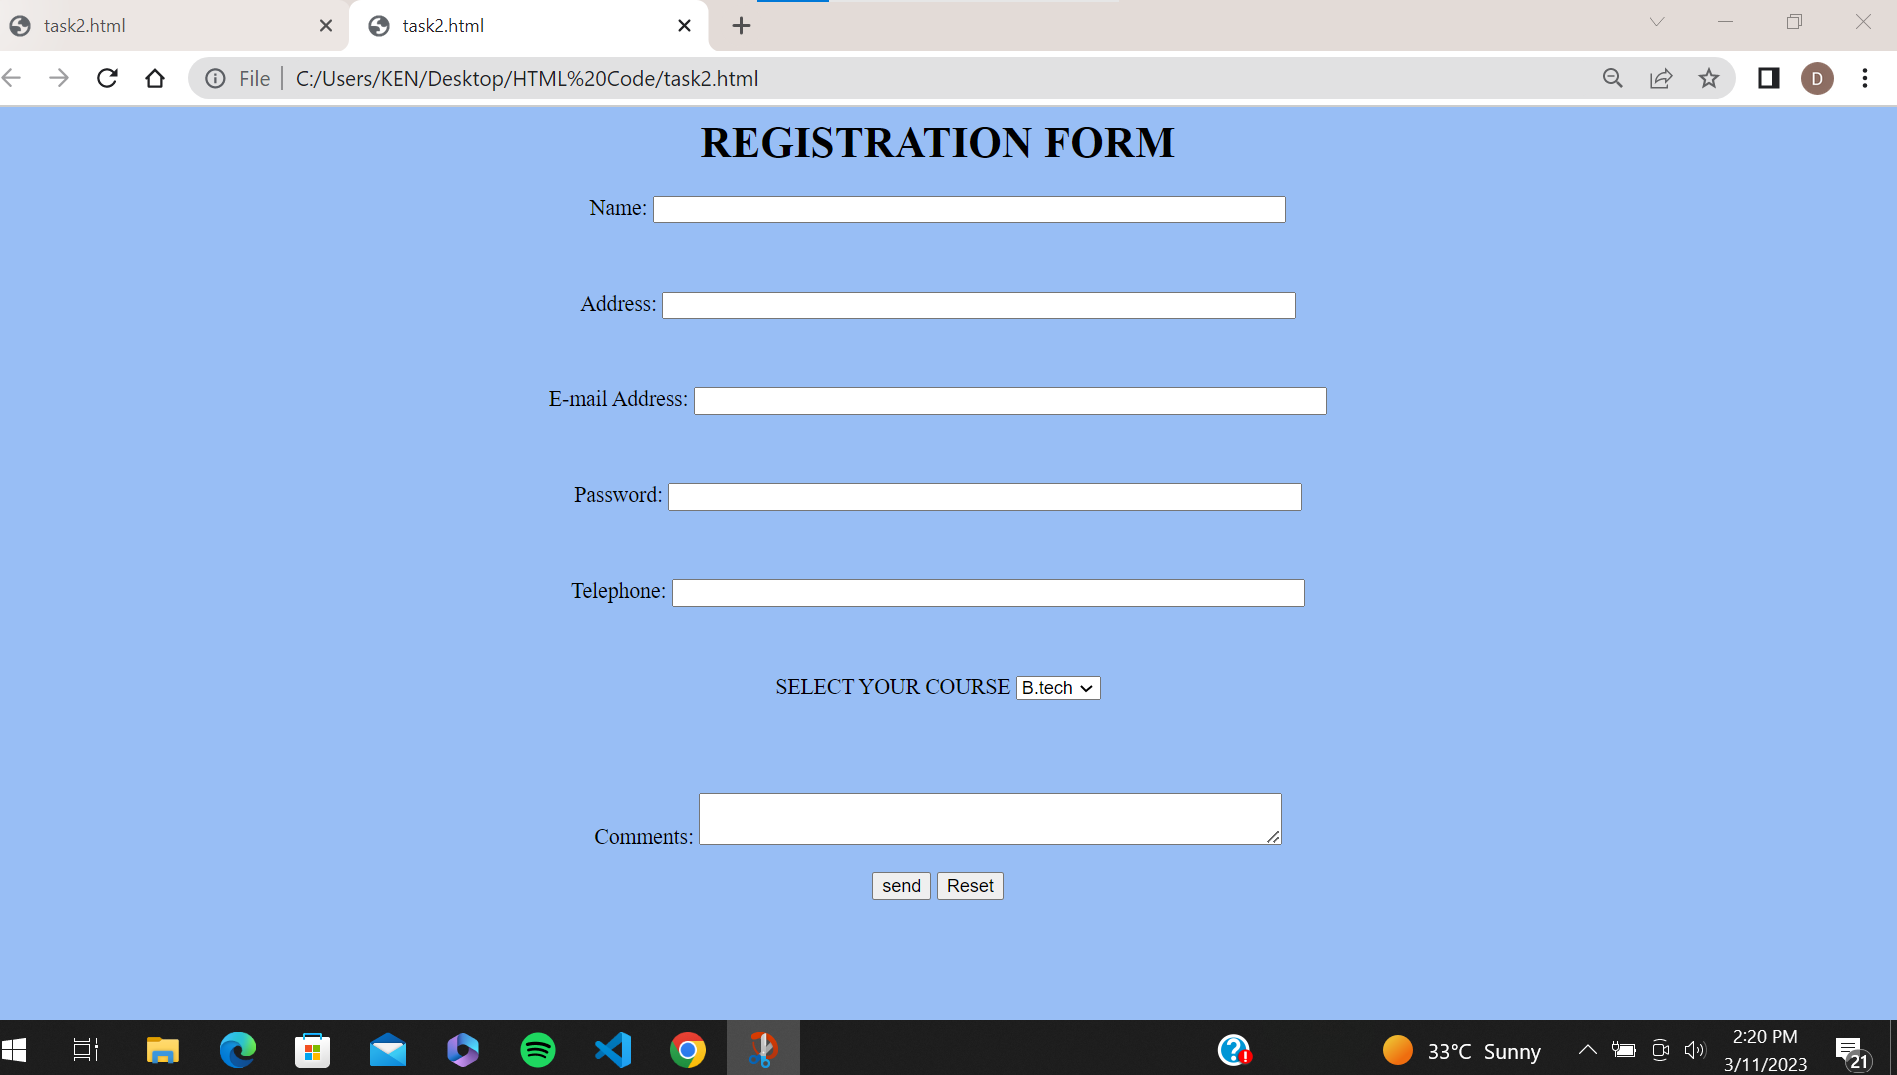 task2.html
task2.html
File
C:/Users/KEN/Desktop/HTML%20Code/task2.html
D
REGISTRATION FORM
Name:
Address:
E-mail Address:
Password:
Telephone:
SELECT YOUR COURSE B.tech
Comments:
send Reset
33°C Sunny
2:20 PM
3/11/2023
21